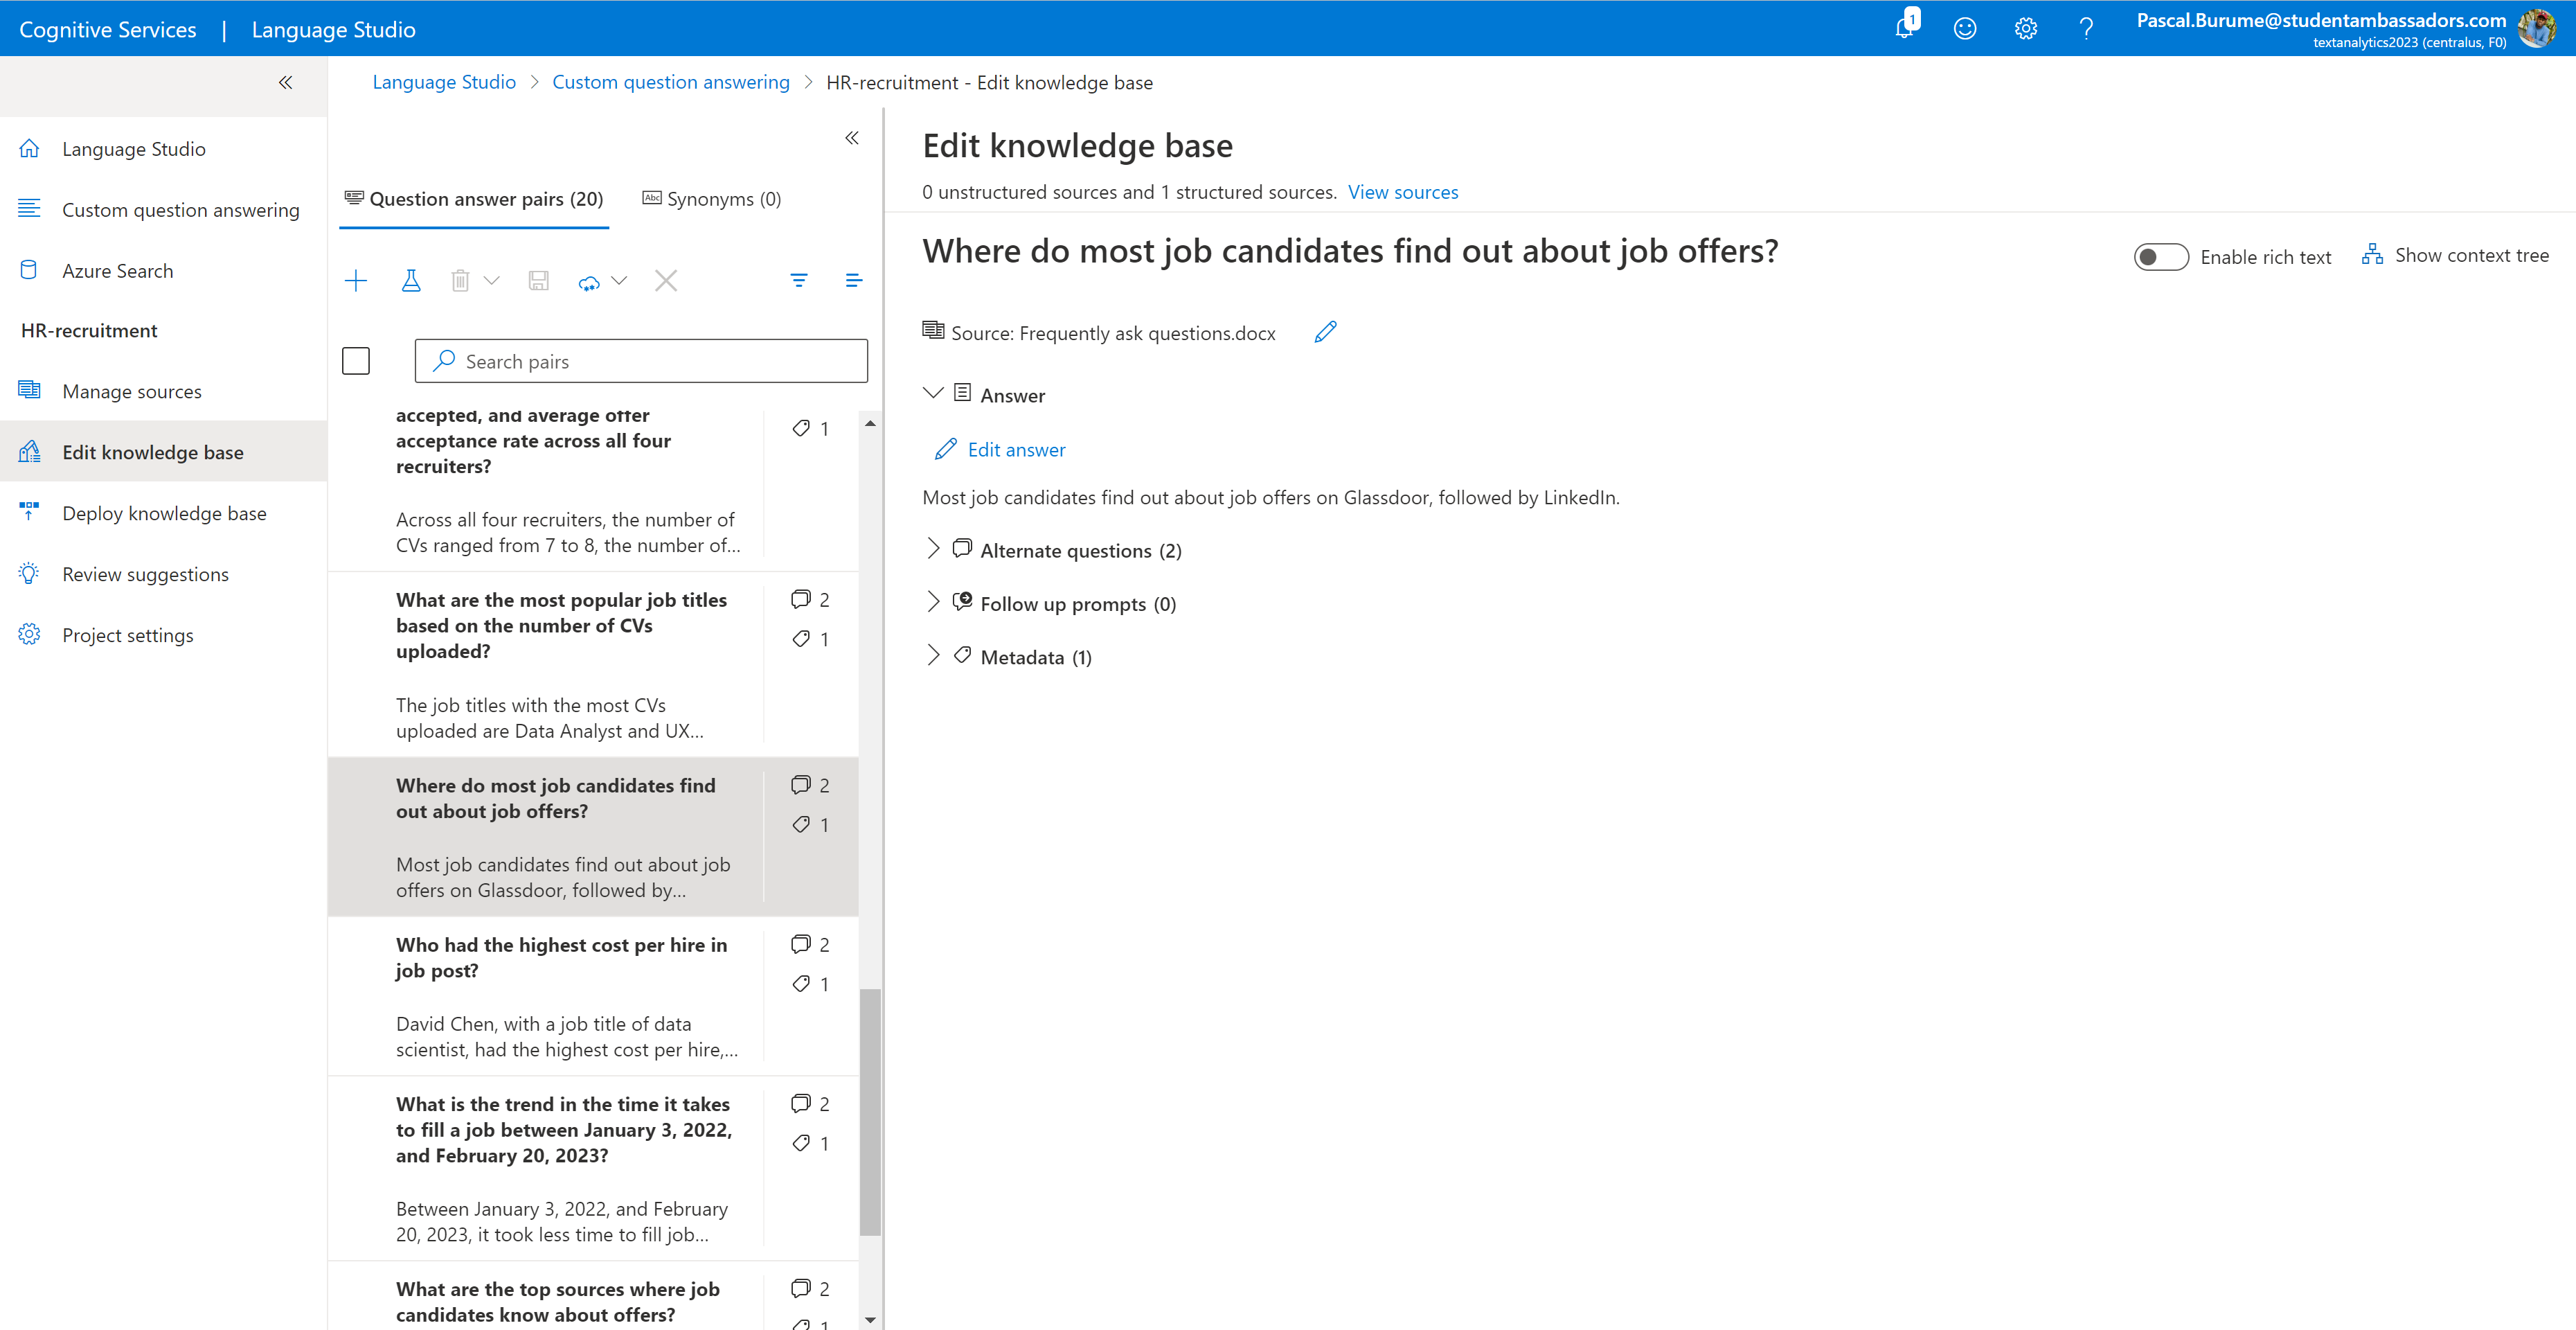 Cognitive Services | Language Studio
1
Pascal.Burume@studentambassadors.com
textanalytics2023 (centralus, F0)
Language Studio
Custom question answering
Azure Search
HR-recruitment
Manage sources
Edit knowledge base
Deploy knowledge base
Review suggestions
Project settings
Language Studio > Custom question answering > HR-recruitment - Edit knowledge base
Question answer pairs (20)
Abc Synonyms (0)
Search pairs
accepted, and average offer
acceptance rate across all four
recruiters?
1
Across all four recruiters, the number of
CVs ranged from 7 to 8, the number of...
What are the most popular job titles
based on the number of CVs
uploaded?
2
1
The job titles with the most CVs
uploaded are Data Analyst and UX...
Where do most job candidates find
out about job offers?
2
1
Most job candidates find out about job
offers on Glassdoor, followed by...
Who had the highest cost per hire in
job post?
2
1
David Chen, with a job title of data
scientist, had the highest cost per hire,...
What is the trend in the time it takes
to fill a job between January 3, 2022,
and February 20, 2023?
2
1
Between January 3, 2022, and February
20, 2023, it took less time to fill job...
What are the top sources where job
candidates know about offers?
2
1
Edit knowledge base
0 unstructured sources and 1 structured sources. View sources
Where do most job candidates find out about job offers?
Enable rich text
Show context tree
Source: Frequently ask questions.docx
Answer
Edit answer
Most job candidates find out about job offers on Glassdoor, followed by LinkedIn.
Alternate questions (2)
Follow up prompts (0)
Metadata (1)